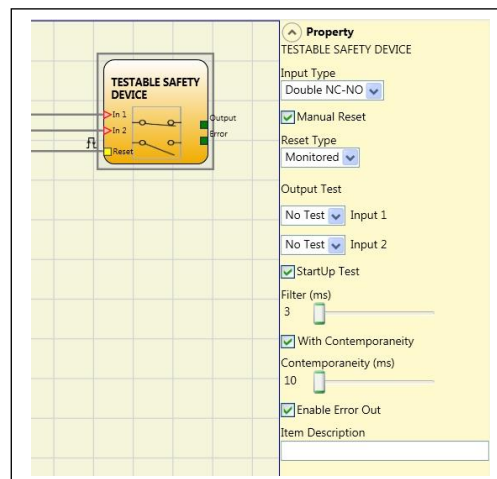 TESTABLE SAFETY
DEVICE
In 1
In 2
Reset
Output
Error
Property
TESTABLE SAFETY DEVICE
Input Type
Double NC-NO
Manual Reset
Reset Type
Monitored
Output Test
No Test Input 1
No Test Input 2
StartUp Test
Filter (ms)
3
With Contemporaneity
Contemporaneity (ms)
10
Enable Error Out
Item Description